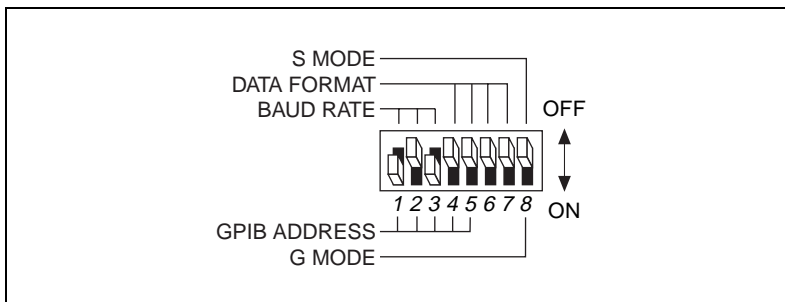 S MODE
DATA FORMAT
BAUD RATE
OFF
1 2 3 4 5 6 7 8
ON
GPIB ADDRESS
G MODE